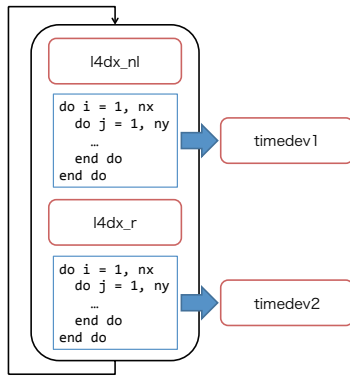 l4dx_nl
do i = 1, nx
do j = 1, ny
…
end do
end do
timedev1
l4dx_r
do i = 1, nx
do j = 1, ny
…
end do
end do
timedev2